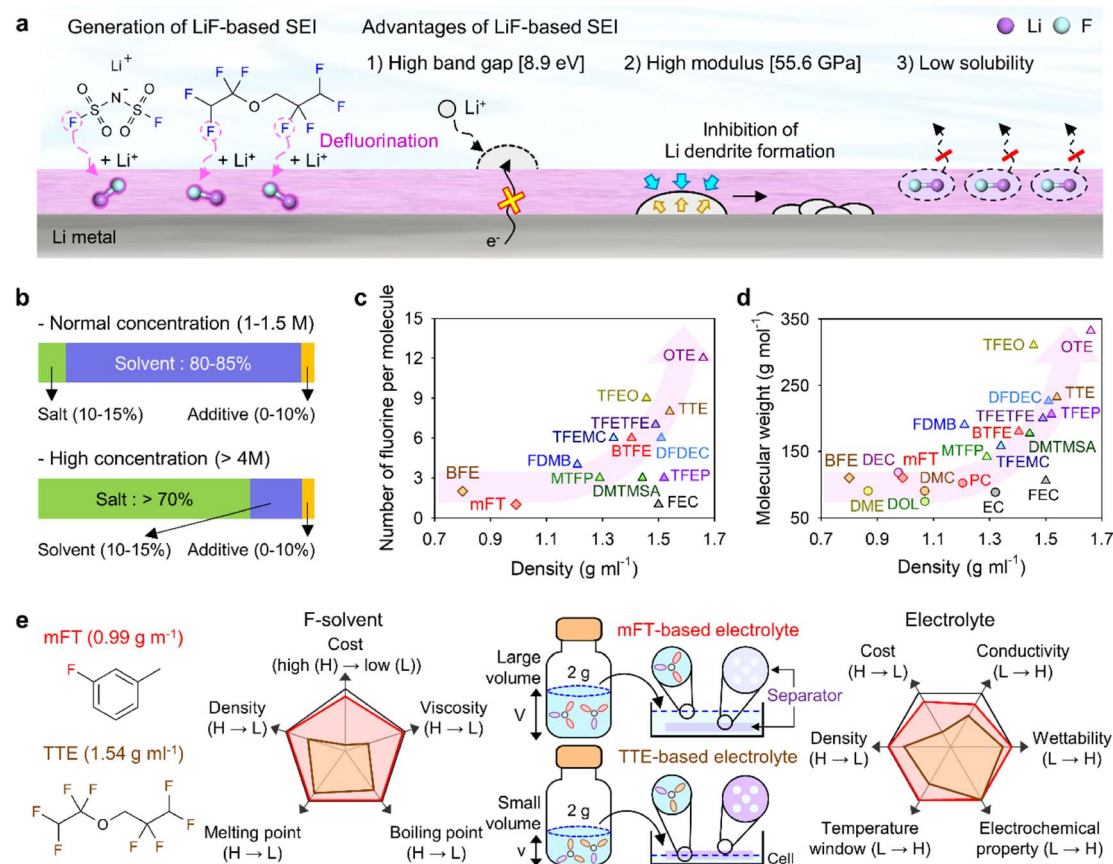 a
Generation of LiF-based SEI
Advantages of LiF-based SEI
Li
F
1) High band gap [8.9 eV]
2) High modulus [55.6 GPa]
3) Low solubility
Li⁺
F
S
N⁻
S
O
O
O
O
F
F
F
F
F
O
F
F
F
F
Defluorination
+ Li⁺
+ Li⁺
+ Li⁺
Li⁺
Inhibition of
Li dendrite formation
Li metal
e⁻
b
- Normal concentration (1-1.5 M)
Solvent : 80-85%
Salt (10-15%)
Additive (0-10%)
- High concentration (> 4M)
Salt : > 70%
Solvent (10-15%)
Additive (0-10%)
c
Number of fluorine per molecule
15
12
9
6
3
0
OTE
TFEO
TTE
TFETFE
TFEMC
BTFE
DFDEC
FDMB
MTFP
TFEP
DMTMSA
BFE
mFT
FEC
0.7
0.9
1.1
1.3
1.5
1.7
Density (g ml⁻¹)
d
Molecular weight (g mol⁻¹)
350
250
150
50
TFEO
OTE
DFDEC
TTE
TFETFE
TFEP
FDMB
BTFE
BFE
DEC
mFT
MTFP
DMTMSA
DMC
PC
TFEMC
DME
DOL
EC
FEC
0.7
0.9
1.1
1.3
1.5
1.7
Density (g ml⁻¹)
e
mFT (0.99 g m⁻¹)
F
TTE (1.54 g ml⁻¹)
F
F
F
F
O
F
F
F
F
F-solvent
Cost
(high (H) → low (L))
Density
(H → L)
Viscosity
(H → L)
Melting point
(H → L)
Boiling point
(H → L)
mFT-based electrolyte
Large
volume
2 g
V
Separator
TTE-based electrolyte
Small
volume
2 g
v
Cell
Electrolyte
Cost
(H → L)
Conductivity
(L → H)
Density
(H → L)
Wettability
(L → H)
Temperature
window (L → H)
Electrochemical
property (L → H)